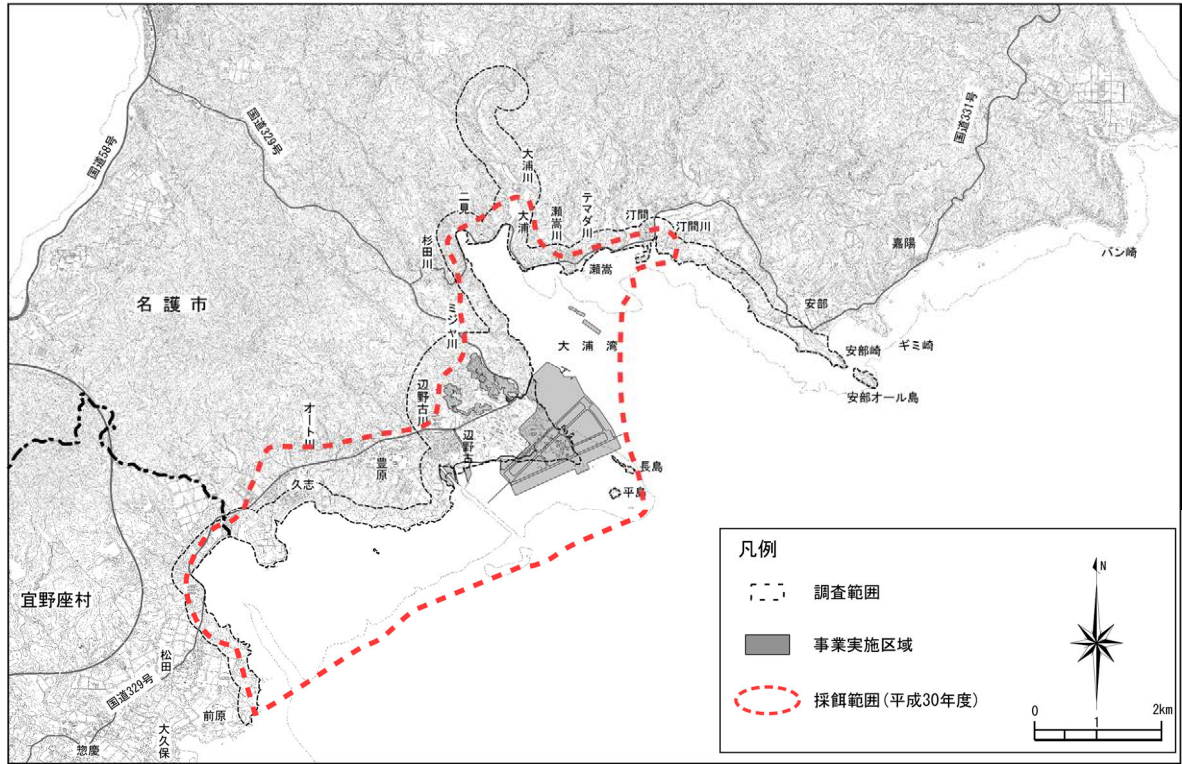 国道58号
国道329号
国道331号
大浦川
二見
大浦
瀬嵩川
テマダ川
汀間
汀間川
杉田川
瀬嵩
嘉陽
バン崎
名護市
ミジャ川
大浦湾
安部
安部崎
ギミ崎
安部オール島
オート川
辺野古川
辺野古
豊原
久志
長島
平島
宜野座村
松田
国道329号
前原
大久保
惣慶
凡例
調査範囲
事業実施区域
採餌範囲(平成30年度)
N
0 1 2km